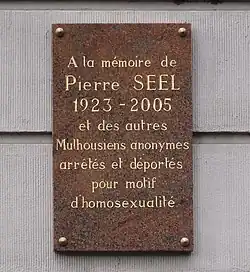 A la mémoire de
Pierre SEEL
1923 - 2005
et des autres
Mulhousiens anonymes
arrêtés et déportés
pour motif
d'homosexualité